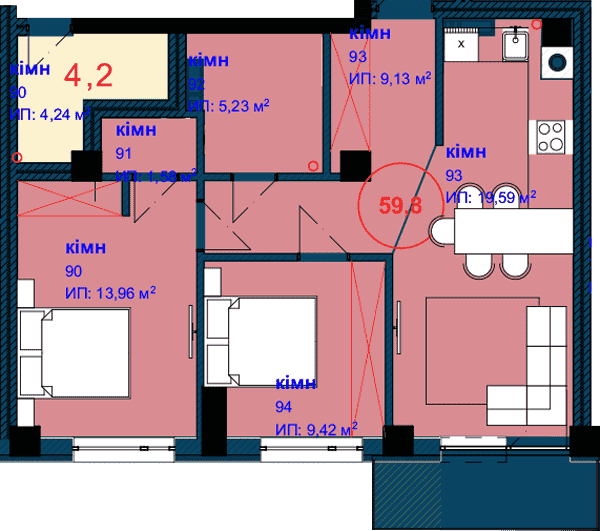 кімн
90
ИП: 4,24 м²
4,2
кімн
91
ИП: 1,58 м²
кімн
92
ИП: 5,23 м²
кімн
93
ИП: 9,13 м²
x
кімн
93
ИП: 19,59 м²
59.8
кімн
90
ИП: 13,96 м²
кімн
94
ИП: 9,42 м²